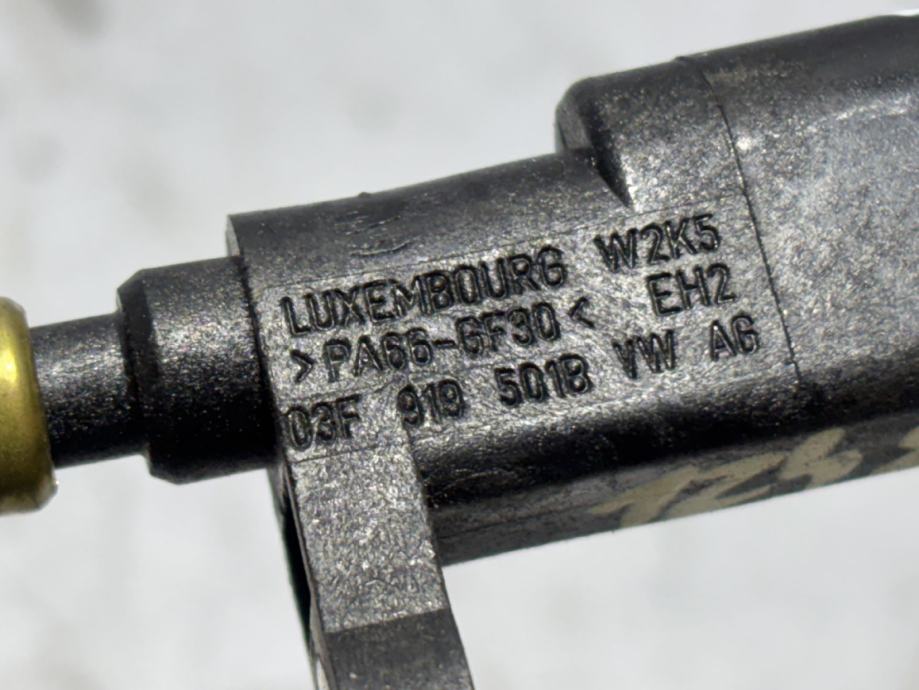 LUXEMBOURG W2K5
>PA66-GF30< EH2
03F 919 501B VW AG